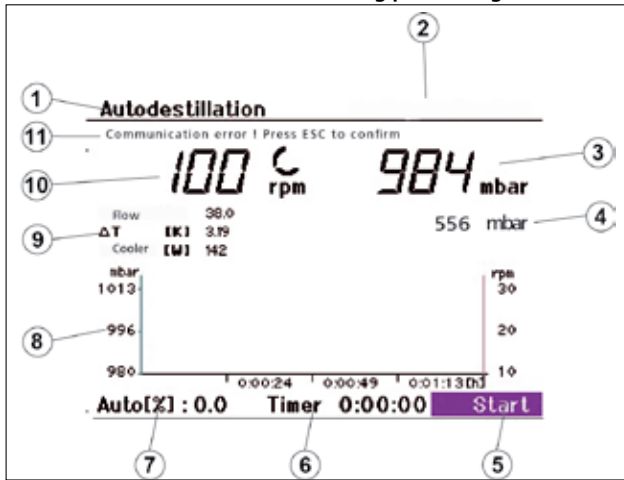 2
1 Autodestillation
11 Communication error ! Press ESC to confirm
10 100 rpm 984 mbar 3
Flow 38.0 556 mbar 4
9 ΔT [K] 3.19
Cooler [W] 142
mbar rpm
1013 30
8 996 20
980 10
0:00:24 0:00:49 0:01:13[h]
Auto[%] : 0.0 Timer 0:00:00 Start
7 6 5